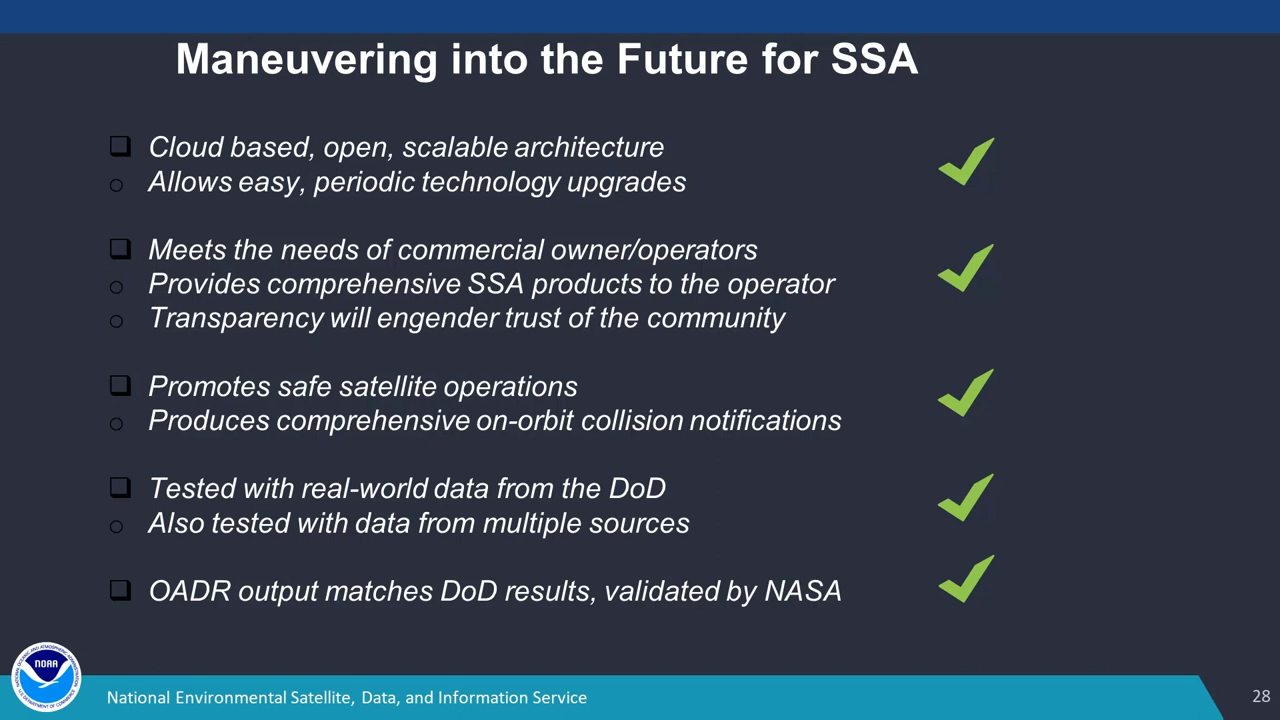 Maneuvering into the Future for SSA
Cloud based, open, scalable architecture
Allows easy, periodic technology upgrades
Meets the needs of commercial owner/operators
Provides comprehensive SSA products to the operator
Transparency will engender trust of the community
Promotes safe satellite operations
Produces comprehensive on-orbit collision notifications
Tested with real-world data from the DoD
Also tested with data from multiple sources
OADR output matches DoD results, validated by NASA
NOAA
National Environmental Satellite, Data, and Information Service
28